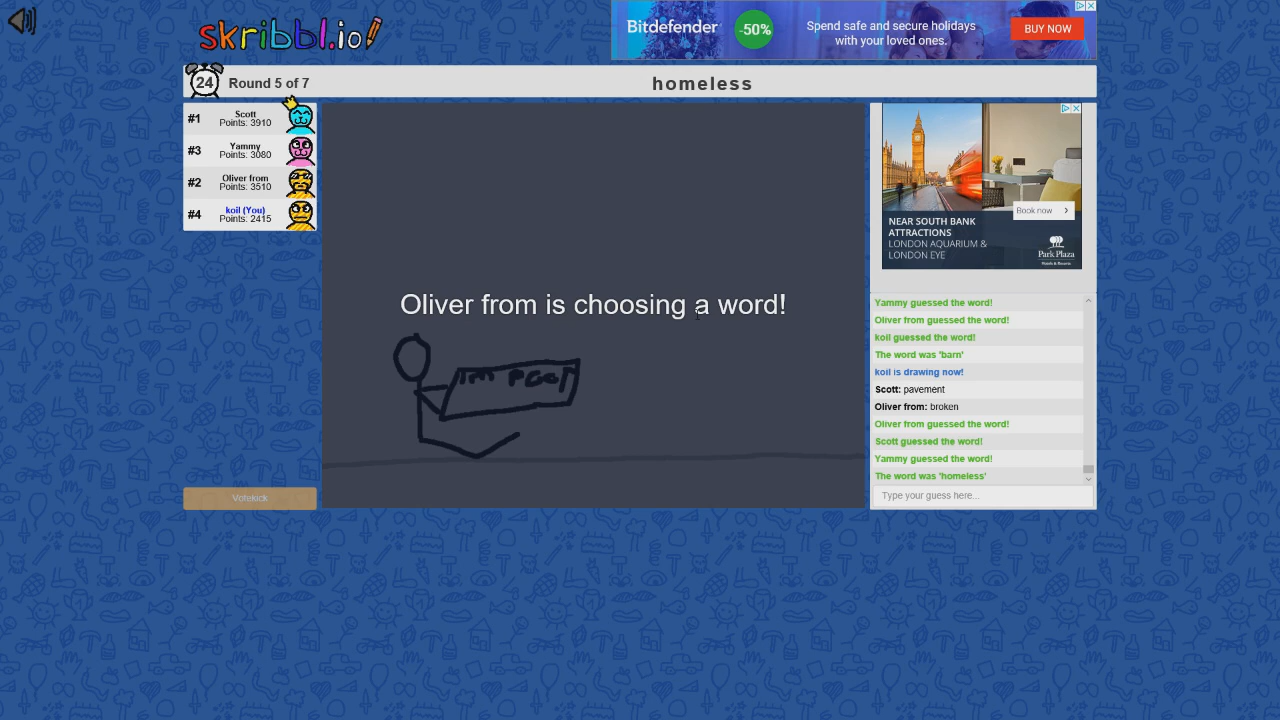 skribbl.io
Bitdefender
-50%
Spend safe and secure holidays
with your loved ones.
BUY NOW
24
Round 5 of 7
homeless
#1
Scott
Points: 3910
#3
Yammy
Points: 3080
#2
Oliver from
Points: 3510
#4
koil (You)
Points: 2415
Votekick
Oliver from is choosing a word!
Book now
NEAR SOUTH BANK
ATTRACTIONS
LONDON AQUARIUM &
LONDON EYE
Park Plaza
Yammy guessed the word!
Oliver from guessed the word!
koil guessed the word!
The word was 'barn'
koil is drawing now!
Scott: pavement
Oliver from: broken
Oliver from guessed the word!
Scott guessed the word!
Yammy guessed the word!
The word was 'homeless'
Type your guess here...